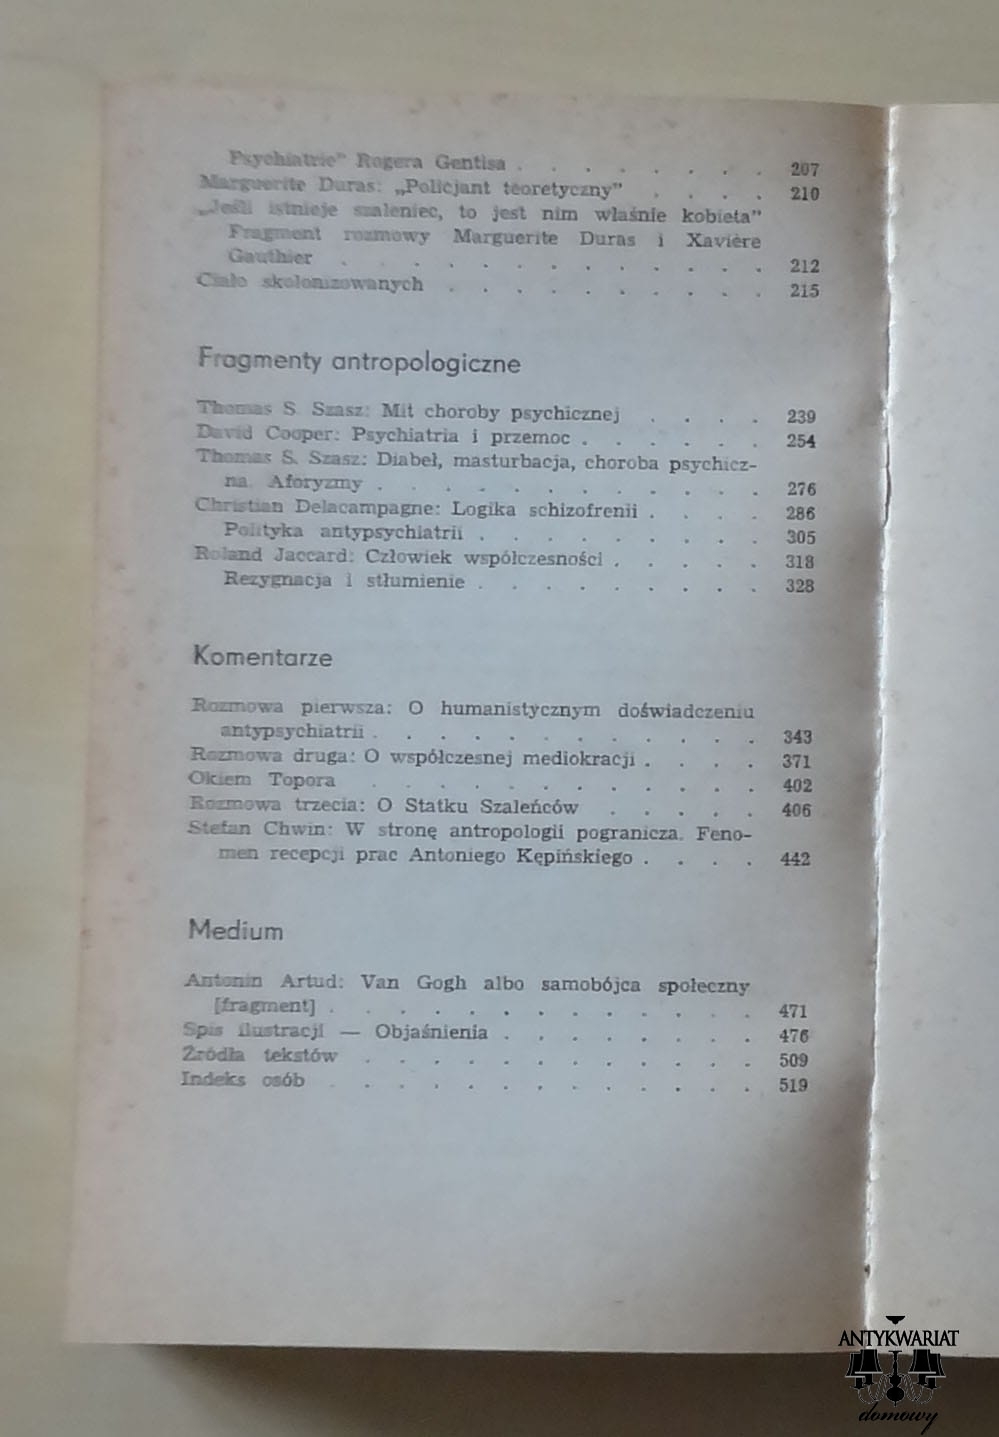 Psychiatrie" Rogera Gentisa . . . . . . . . 207
Marguerite Duras: „Policjant teoretyczny" . . . . 210
„Jeśli istnieje szaleniec, to jest nim właśnie kobieta"
Fragment rozmowy Marguerite Duras i Xavière
Gauthier . . . . . . . . . . . . . 212
Ciało skolonizowanych . . . . . . . . . . 215
Fragmenty antropologiczne
Thomas S. Szasz: Mit choroby psychicznej . . . . 239
David Cooper: Psychiatria i przemoc . . . . . . 254
Thomas S. Szasz: Diabeł, masturbacja, choroba psychicz-
na. Aforyzmy . . . . . . . . . . . . 276
Christian Delacampagne: Logika schizofrenii . . . . 286
Polityka antypsychiatrii . . . . . . . . . 305
Roland Jaccard: Człowiek współczesności . . . . . 318
Rezygnacja i stłumienie . . . . . . . . . 328
Komentarze
Rozmowa pierwsza: O humanistycznym doświadczeniu
antypsychiatrii . . . . . . . . . . . . 343
Rozmowa druga: O współczesnej mediokracji . . . . 371
Okiem Topora . . . . . . . . . . . . 402
Rozmowa trzecia: O Statku Szaleńców . . . . . 406
Stefan Chwin: W stronę antropologii pogranicza. Feno-
men recepcji prac Antoniego Kępińskiego . . . . 442
Medium
Antonin Artud: Van Gogh albo samobójca społeczny
[fragment] . . . . . . . . . . . . . 471
Spis ilustracji — Objaśnienia . . . . . . . . 476
Źródła tekstów . . . . . . . . . . . . 509
Indeks osób . . . . . . . . . . . . . 519
ANTYKWARIAT
domowy